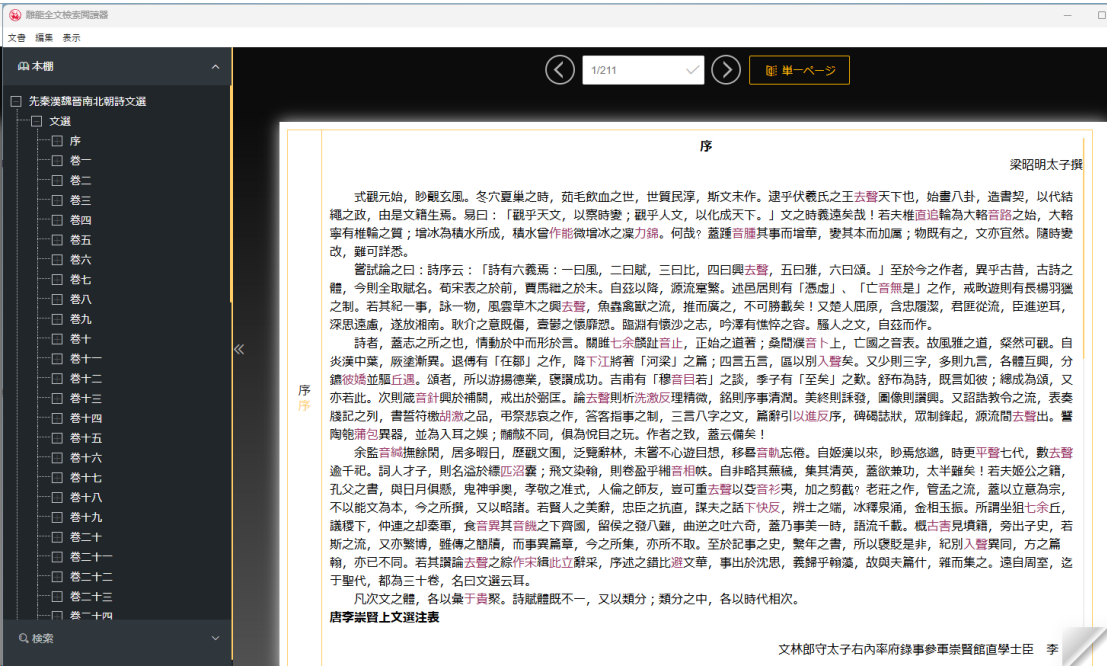 雕龍全文檢索閱讀器
文書 編集 表示
本棚
1/211
単一ページ
先秦漢魏晉南北朝詩文選
文選
序
卷一
卷二
卷三
卷四
卷五
卷六
卷七
卷八
卷九
卷十
卷十一
卷十二
卷十三
卷十四
卷十五
卷十六
卷十七
卷十八
卷十九
卷二十
卷二十一
卷二十二
卷二十三
卷二十四
検索
序
序
序
梁昭明太子撰
式觀元始，眇覿玄風。冬穴夏巢之時，茹毛飲血之世，世質民淳，斯文未作。逮乎伏羲氏之王去聲天下也，始畫八卦，造書契，以代結
繩之政，由是文籍生焉。易曰：「觀乎天文，以察時變；觀乎人文，以化成天下。」文之時義遠矣哉！若夫椎直追輪為大輅音路之始，大輅
寧有椎輪之質；增冰為積水所成，積水曾作能微增冰之凜力錦。何哉？蓋踵音腫其事而增華，變其本而加厲；物既有之，文亦宜然。隨時變
改，難可詳悉。
嘗試論之曰：詩序云：「詩有六義焉：一曰風，二曰賦，三曰比，四曰興去聲，五曰雅，六曰頌。」至於今之作者，異乎古昔，古詩之
體，今則全取賦名。荀宋表之於前，賈馬繼之於末。自茲以降，源流寔繁。述邑居則有「憑虛」、「亡音無是」之作，戒畋遊則有長楊羽獵
之制。若其紀一事，詠一物，風雲草木之興去聲，魚蟲禽獸之流，推而廣之，不可勝載矣！又楚人屈原，含忠履潔，君匪從流，臣進逆耳，
深思遠慮，遂放湘南。耿介之意既傷，壹鬱之懷靡愬。臨淵有懷沙之志，吟澤有憔悴之容。騷人之文，自茲而作。
詩者，蓋志之所之也，情動於中而形於言。關雎七余麟趾音止，正始之道著；桑間濮音卜上，亡國之音表。故風雅之道，粲然可觀。自
炎漢中葉，厥塗漸異。退傅有「在鄒」之作，降下江將著「河梁」之篇；四言五言，區以別入聲矣。又少則三字，多則九言，各體互興，分
鑣彼嬌並驅丘遇。頌者，所以游揚德業，褒讚成功。吉甫有「穆音目若」之談，季子有「至矣」之歎。舒布為詩，既言如彼；總成為頌，又
亦若此。次則箴音針興於補闕，戒出於弼匡。論去聲則析洗激反理精微，銘則序事清潤。美終則誄發，圖像則讚興。又詔誥教令之流，表奏
牋記之列，書誓符檄胡激之品，弔祭悲哀之作，答客指事之制，三言八字之文，篇辭引以進反序，碑碣誌狀，眾制鋒起，源流間去聲出。譬
陶匏蒲包異器，並為入耳之娛；黼黻不同，俱為悅目之玩。作者之致，蓋云備矣！
余監音緘撫餘閑，居多暇日，歷觀文囿，泛覽辭林，未嘗不心遊目想，移晷音軌忘倦。自姬漢以來，眇焉悠邈，時更平聲七代，數去聲
逾千祀。詞人才子，則名溢於縹匹沼囊；飛文染翰，則卷盈乎緗音相帙。自非略其蕪穢，集其清英，蓋欲兼功，太半難矣！若夫姬公之籍，
孔父之書，與日月俱懸，鬼神爭奧，孝敬之准式，人倫之師友，豈可重去聲以芟音衫夷，加之剪截？老莊之作，管孟之流，蓋以立意為宗，
不以能文為本，今之所撰，又以略諸。若賢人之美辭，忠臣之抗直，謀夫之話下快反，辨士之端，冰釋泉涌，金相玉振。所謂坐狙七余丘，
議稷下，仲連之却秦軍，食音異其音饑之下齊國，留侯之發八難，曲逆之吐六奇，蓋乃事美一時，語流千載。概古害見墳籍，旁出子史，若
斯之流，又亦繁博，雖傳之簡牘，而事異篇章，今之所集，亦所不取。至於記事之史，繫年之書，所以褒貶是非，紀別入聲異同，方之篇
翰，亦已不同。若其讚論去聲之綜作宋緝此立辭采，序述之錯比避文華，事出於沈思，義歸乎翰藻，故與夫篇什，雜而集之。遠自周室，迄
于聖代，都為三十卷，名曰文選云耳。
凡次文之體，各以彙于貴聚。詩賦體既不一，又以類分；類分之中，各以時代相次。
唐李崇賢上文選注表
文林郎守太子右內率府錄事參軍崇賢館直學士臣 李